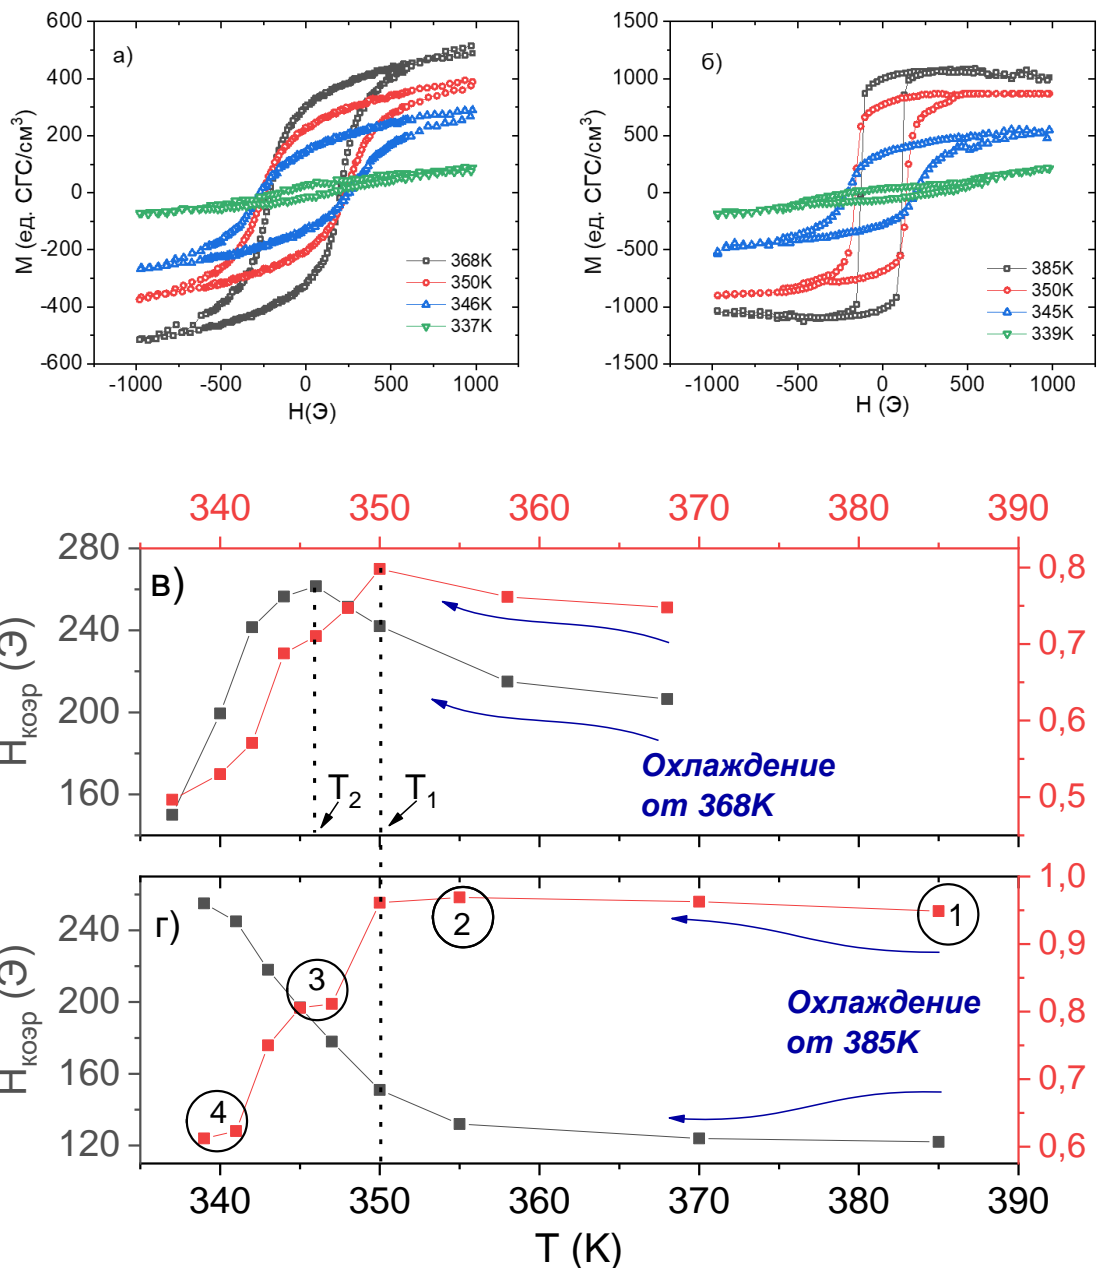 а)
M (ед. СГС/см³)
600
400
200
0
-200
-400
-600
368K
350K
346K
337K
-1000 -500 0 500 1000
H(Э)
б)
M (ед. СГС/см³)
1500
1000
500
0
-500
-1000
-1500
385K
350K
345K
339K
-1000 -500 0 500 1000
H (Э)
340 350 360 370 380 390
в)
Hкоэр (Э)
280
240
200
160
0,8
0,7
0,6
0,5
T2
T1
Охлаждение
от 368K
г)
Hкоэр (Э)
240
200
160
120
1,0
0,9
0,8
0,7
0,6
1
2
3
4
Охлаждение
от 385K
340 350 360 370 380 390
T (K)